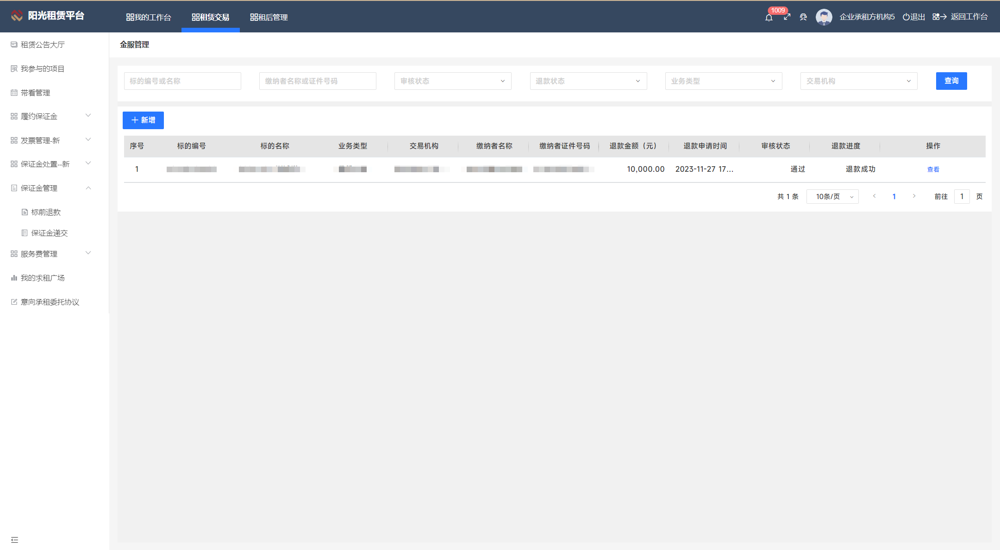 阳光租赁平台
我的工作台
租赁交易
租后管理
1009
企业承租方机构5
退出
返回工作台
租赁公告大厅
我参与的项目
带看管理
履约保证金
发票管理-新
保证金处置--新
保证金管理
标前退款
保证金递交
服务费管理
我的求租广场
意向承租委托协议
金服管理
标的编号或名称
缴纳者名称或证件号码
审核状态
退款状态
业务类型
交易机构
查询
新增
序号 标的编号 标的名称 业务类型 交易机构 缴纳者名称 缴纳者证件号码 退款金额（元） 退款申请时间 审核状态 退款进度 操作
1 10,000.00 2023-11-27 17... 通过 退款成功 查看
共 1 条 10条/页 1 前往 1 页